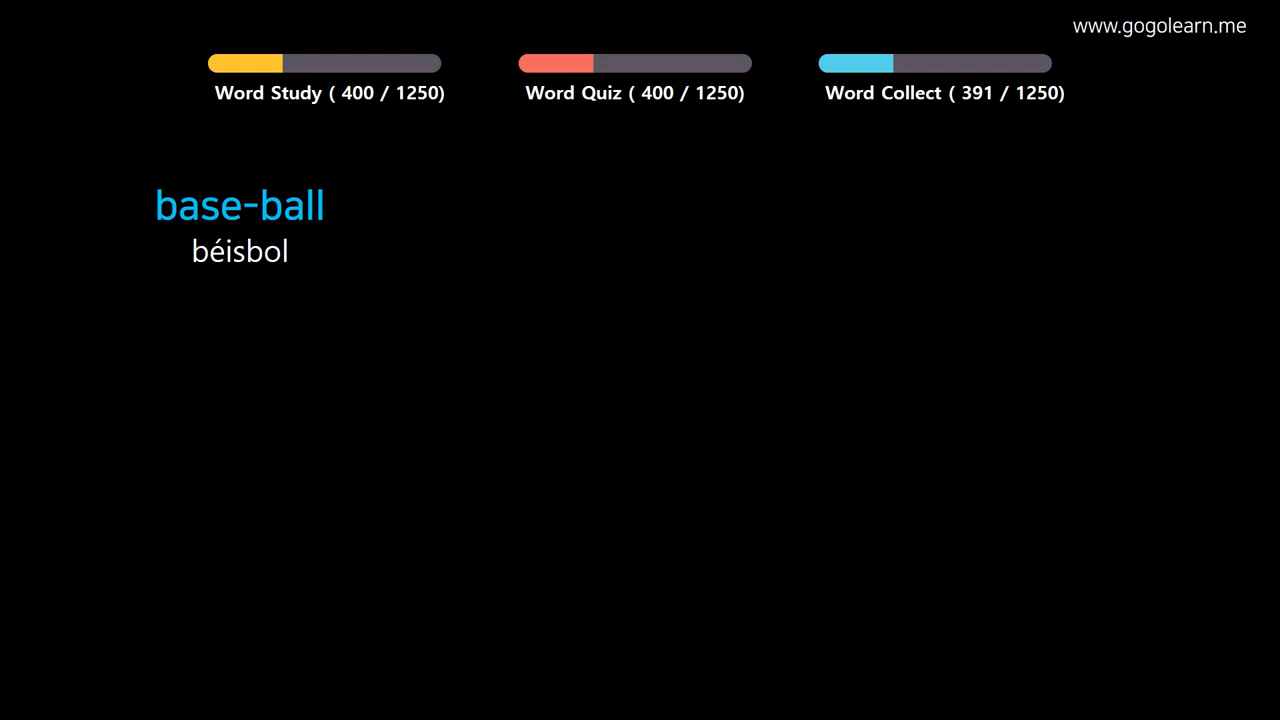 www.gogolearn.me
Word Study ( 400 / 1250)
Word Quiz ( 400 / 1250)
Word Collect ( 391 / 1250)
base-ball
béisbol